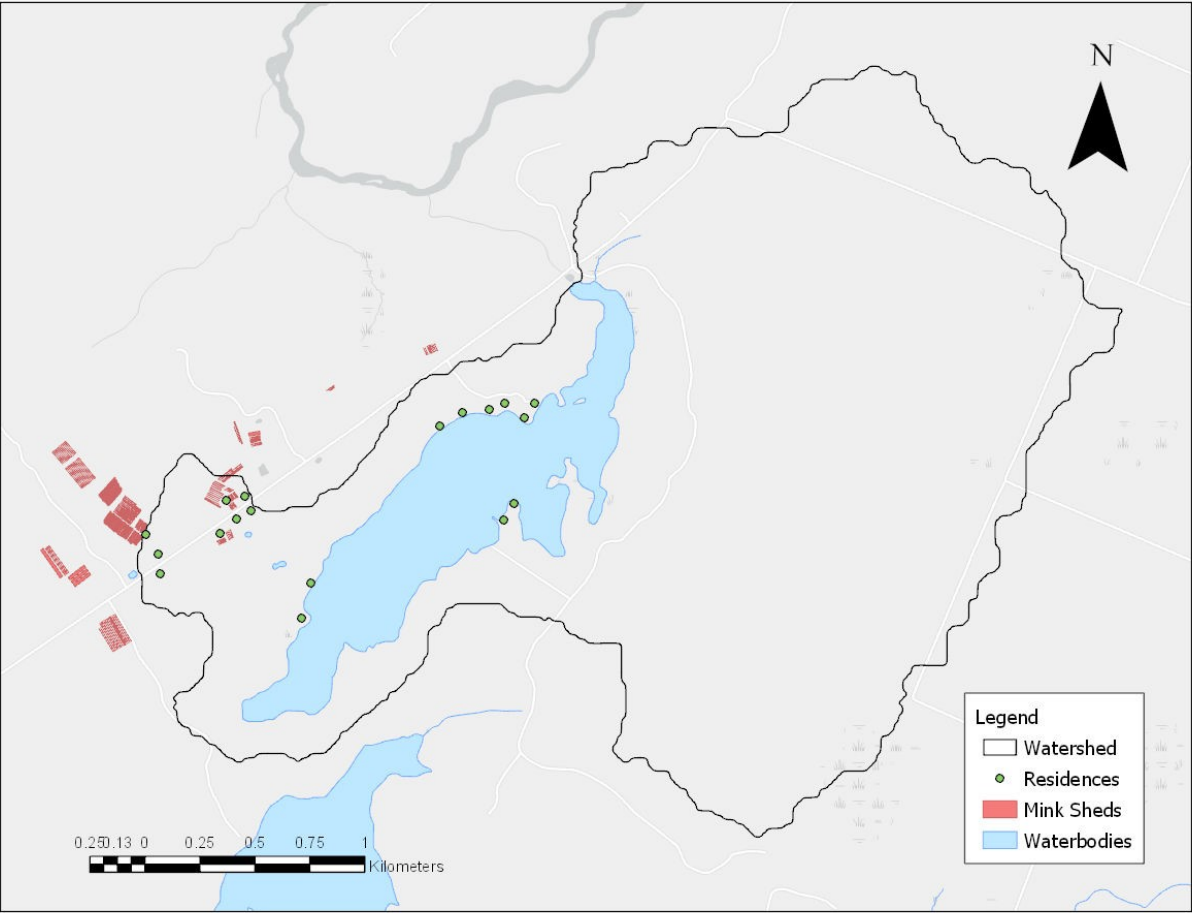 N
Legend
Watershed
Residences
Mink Sheds
Waterbodies
0.25 0.13 0 0.25 0.5 0.75 1
Kilometers